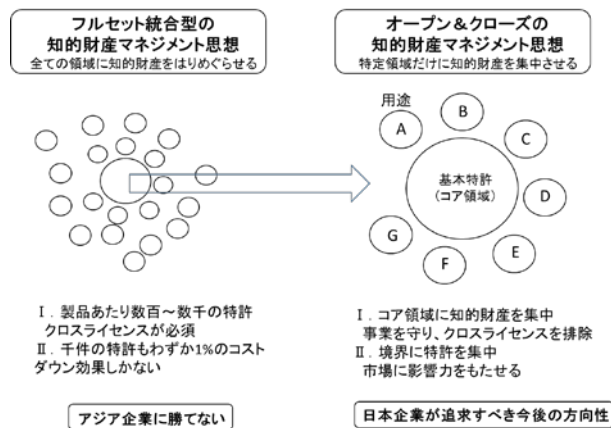 フルセット統合型の
知的財産マネジメント思想
全ての領域に知的財産をはりめぐらせる
Ⅰ．製品あたり数百～数千の特許
クロスライセンスが必須
Ⅱ．千件の特許もわずか1%のコスト
ダウン効果しかない
アジア企業に勝てない
オープン＆クローズの
知的財産マネジメント思想
特定領域だけに知的財産を集中させる
用途
A
B
C
D
E
F
G
基本特許
(コア領域)
Ⅰ．コア領域に知的財産を集中
事業を守り、クロスライセンスを排除
Ⅱ．境界に特許を集中
市場に影響力をもたせる
日本企業が追求すべき今後の方向性